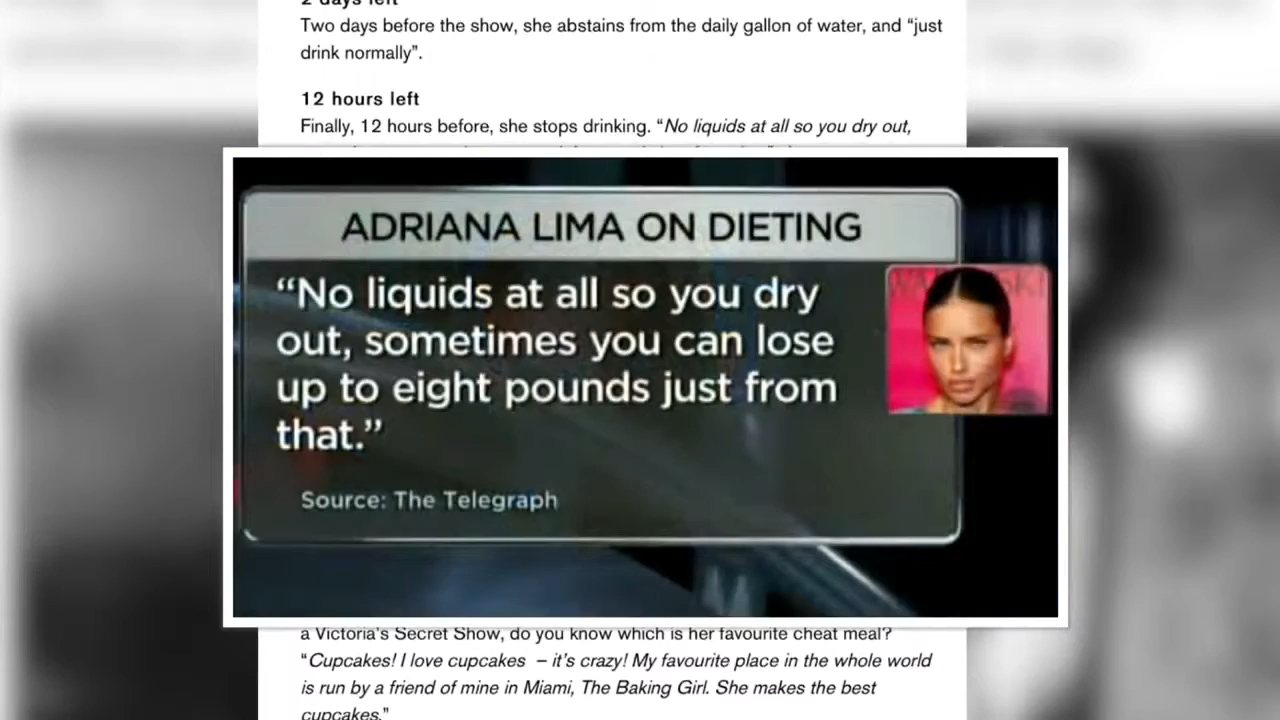 2 days left
Two days before the show, she abstains from the daily gallon of water, and “just
drink normally”.
12 hours left
Finally, 12 hours before, she stops drinking. “No liquids at all so you dry out,
ADRIANA LIMA ON DIETING
“No liquids at all so you dry
out, sometimes you can lose
up to eight pounds just from
that.”
Source: The Telegraph
a Victoria's Secret Show, do you know which is her favourite cheat meal?
“Cupcakes! I love cupcakes – it's crazy! My favourite place in the whole world
is run by a friend of mine in Miami, The Baking Girl. She makes the best
cupcakes.”